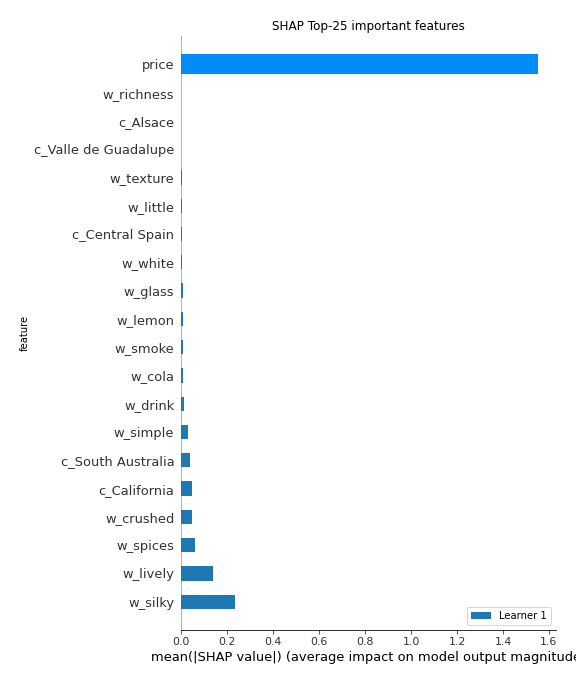 SHAP Top-25 important features
price
w_richness
c_Alsace
c_Valle de Guadalupe
w_texture
w_little
c_Central Spain
w_white
w_glass
w_lemon
w_smoke
w_cola
w_drink
w_simple
c_South Australia
c_California
w_crushed
w_spices
w_lively
w_silky
feature
Learner 1
0.0 0.2 0.4 0.6 0.8 1.0 1.2 1.4 1.6
mean(|SHAP value|) (average impact on model output magnitude